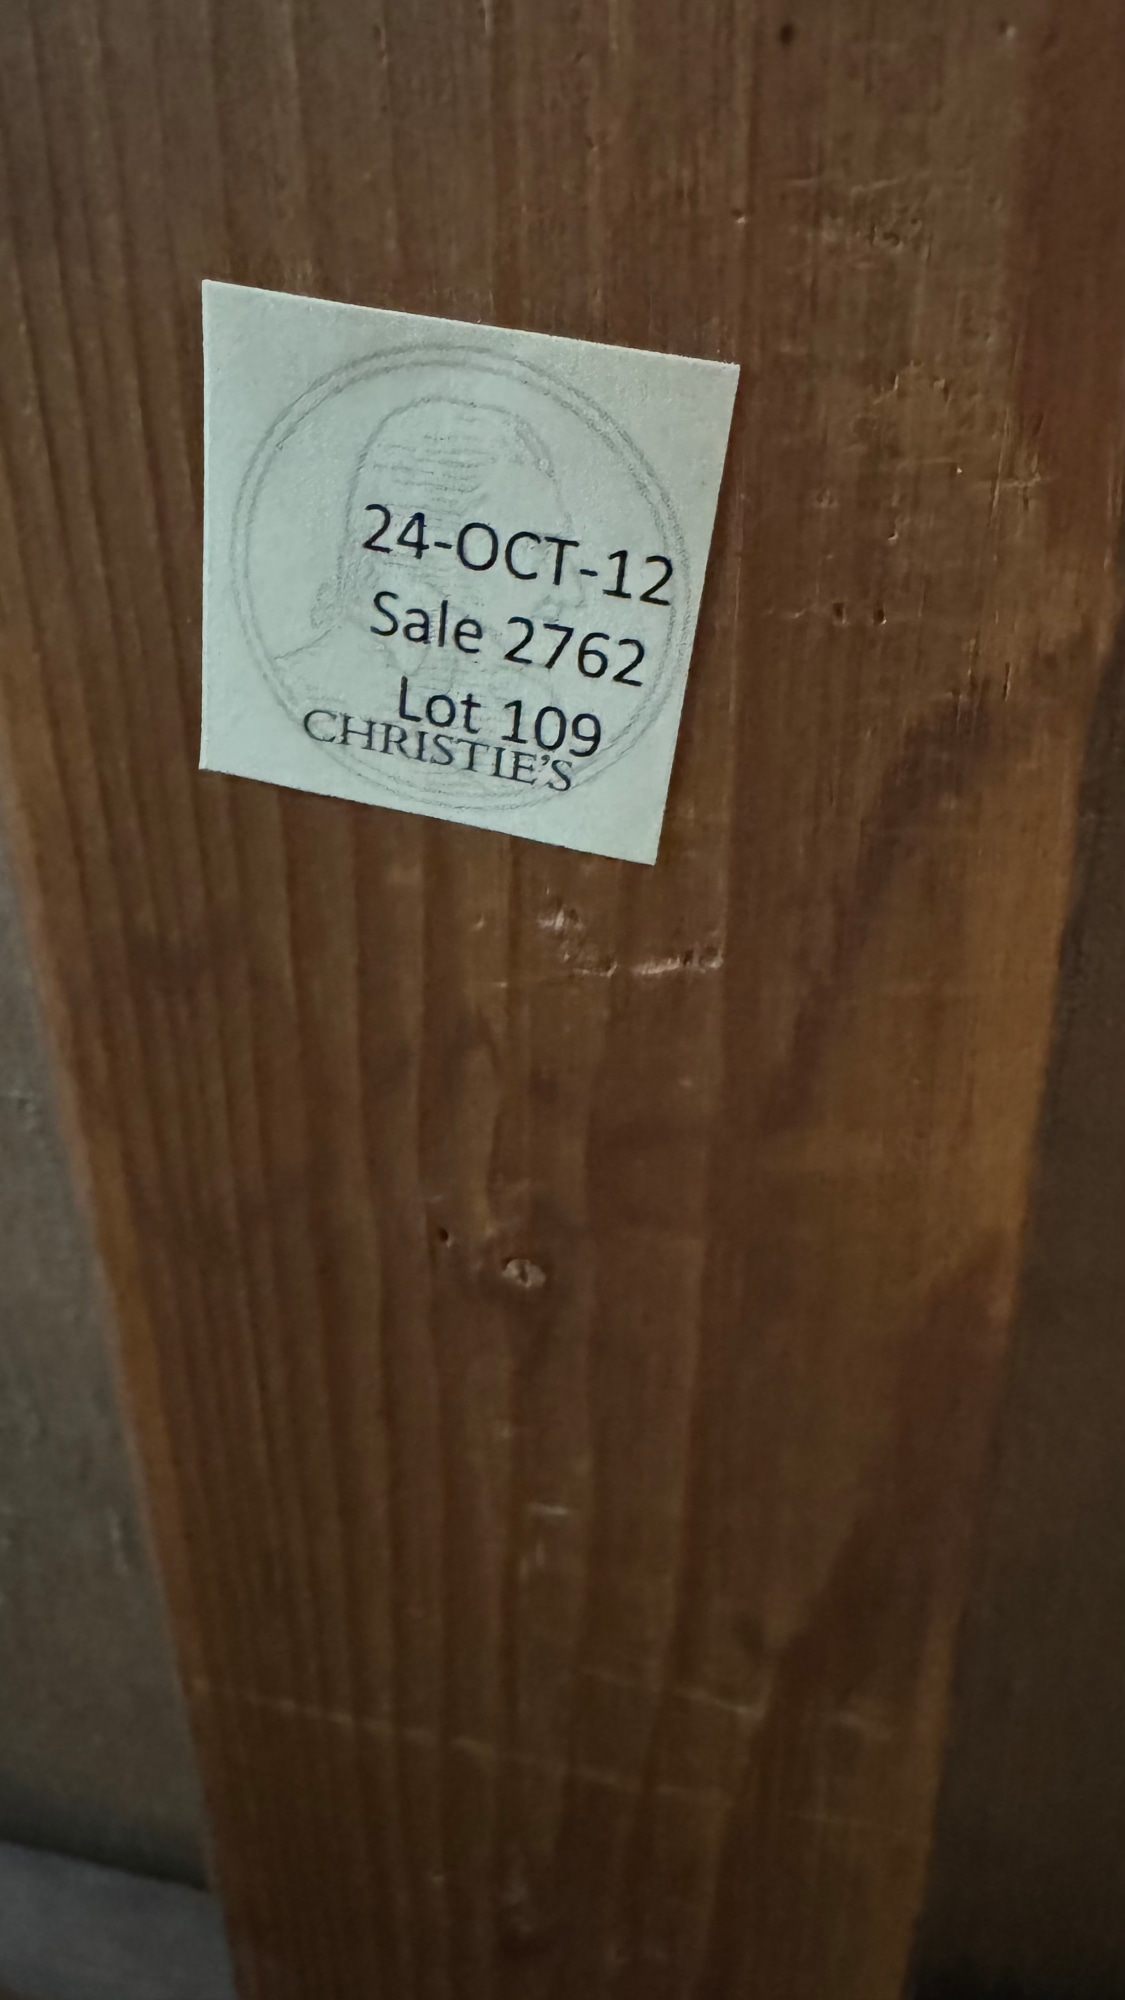 24-OCT-12
Sale 2762
Lot 109
CHRISTIE'S